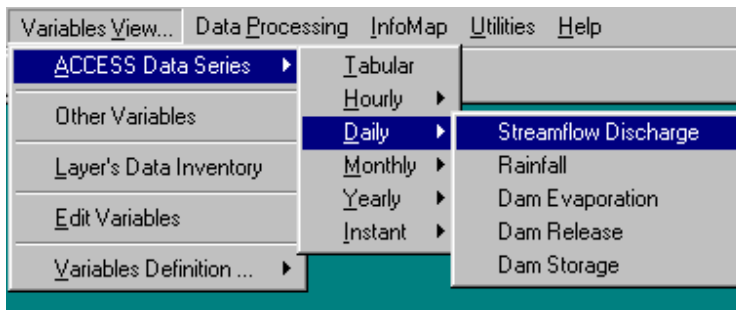 Variables View... Data Processing InfoMap Utilities Help
ACCESS Data Series
Other Variables
Layer's Data Inventory
Edit Variables
Variables Definition ...
Tabular
Hourly
Daily
Monthly
Yearly
Instant
Streamflow Discharge
Rainfall
Dam Evaporation
Dam Release
Dam Storage